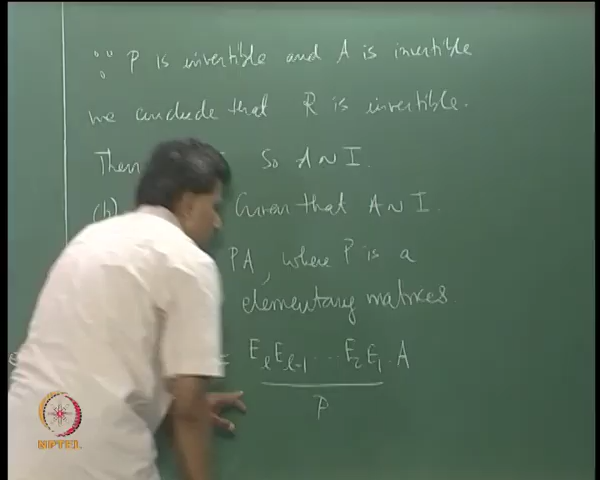 ∵ P is invertible and A is invertible
we conclude that R is invertible.
Then So A ~ I.
(b) Given that A ~ I.
PA, where P is a
elementary matrices
= E_l E_{l-1} ... E_2 E_1 . A
P
NPTEL